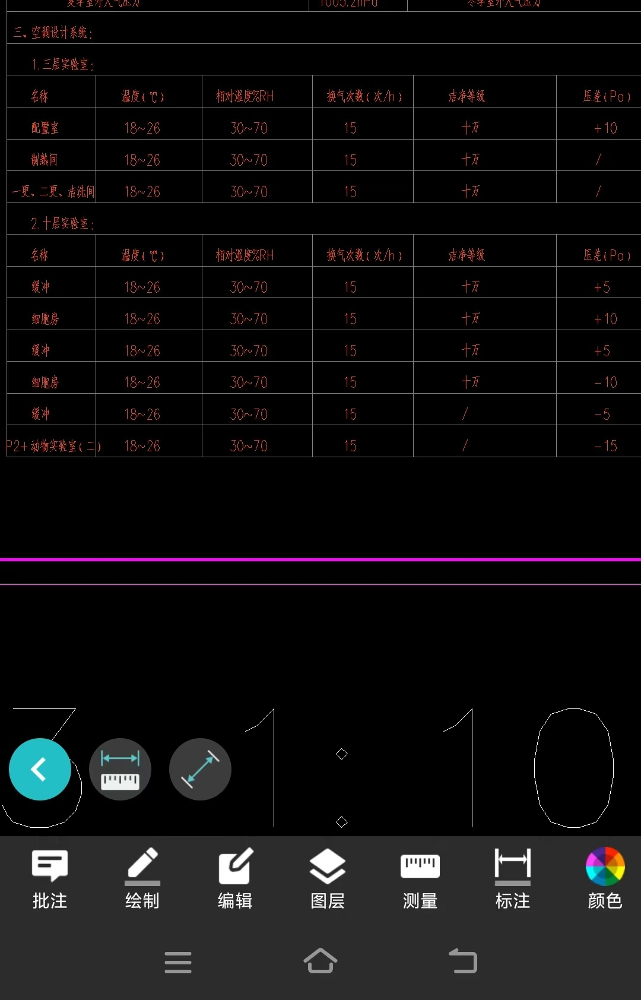 夏季室外大气压力 1005.2hPa 冬季室外大气压力
三、空调设计系统:
1.三层实验室:
名称 温度(℃) 相对湿度%RH 换气次数(次/h) 洁净等级 压差(Pa)
配置室 18~26 30~70 15 十万 +10
制熟间 18~26 30~70 15 十万 /
一更、二更、洁洗间 18~26 30~70 15 十万 /
2.十层实验室:
名称 温度(℃) 相对湿度%RH 换气次数(次/h) 洁净等级 压差(Pa)
缓冲 18~26 30~70 15 十万 +5
细胞房 18~26 30~70 15 十万 +10
缓冲 18~26 30~70 15 十万 +5
细胞房 18~26 30~70 15 十万 -10
缓冲 18~26 30~70 15 / -5
P2+动物实验室(二) 18~26 30~70 15 / -15
3 1:10
批注 绘制 编辑 图层 测量 标注 颜色